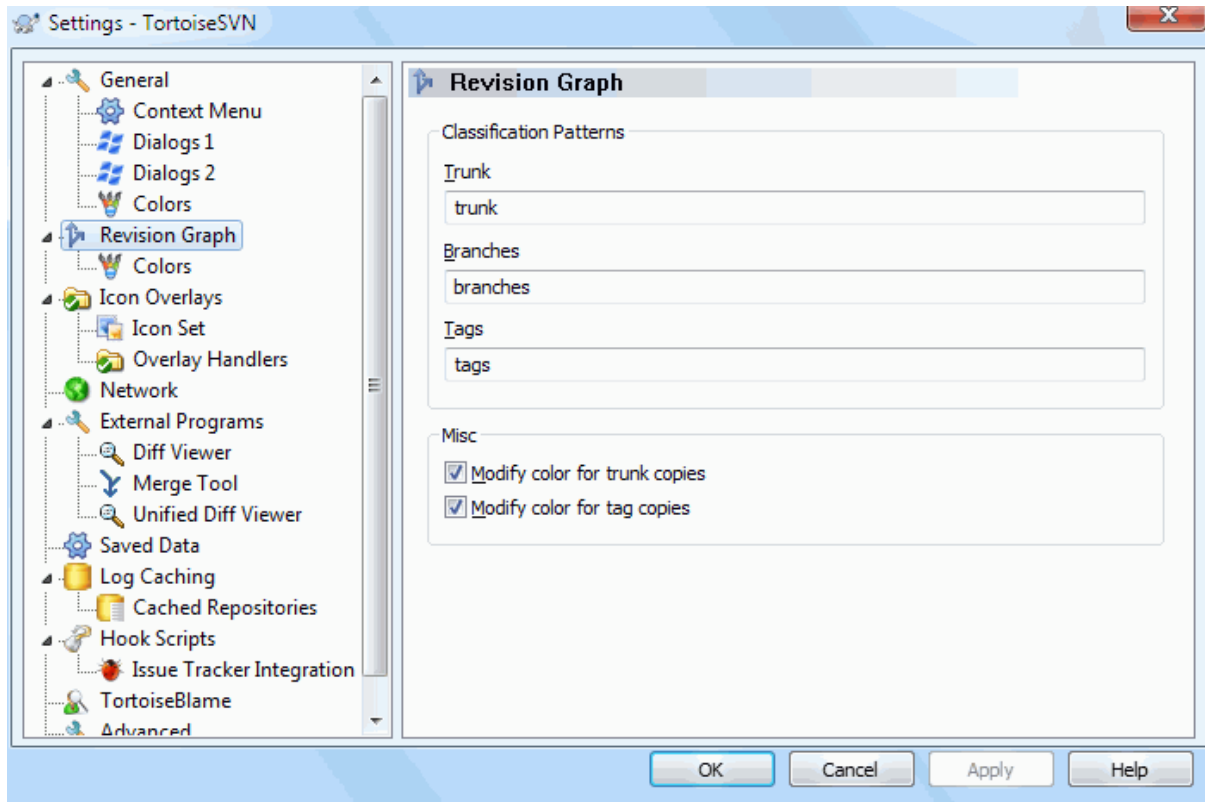 Settings - TortoiseSVN
General
Context Menu
Dialogs 1
Dialogs 2
Colors
Revision Graph
Colors
Icon Overlays
Icon Set
Overlay Handlers
Network
External Programs
Diff Viewer
Merge Tool
Unified Diff Viewer
Saved Data
Log Caching
Cached Repositories
Hook Scripts
Issue Tracker Integration
TortoiseBlame
Advanced
Revision Graph
Classification Patterns
Trunk
trunk
Branches
branches
Tags
tags
Misc
Modify color for trunk copies
Modify color for tag copies
OK Cancel Apply Help